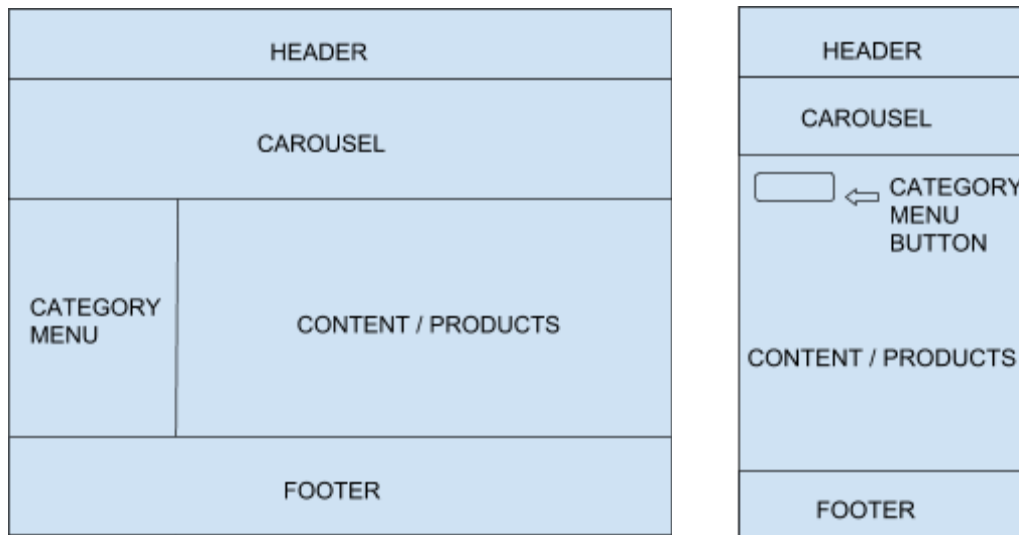 HEADER
CAROUSEL
CATEGORY
MENU
CONTENT / PRODUCTS
FOOTER
HEADER
CAROUSEL
CATEGORY
MENU
BUTTON
CONTENT / PRODUCTS
FOOTER